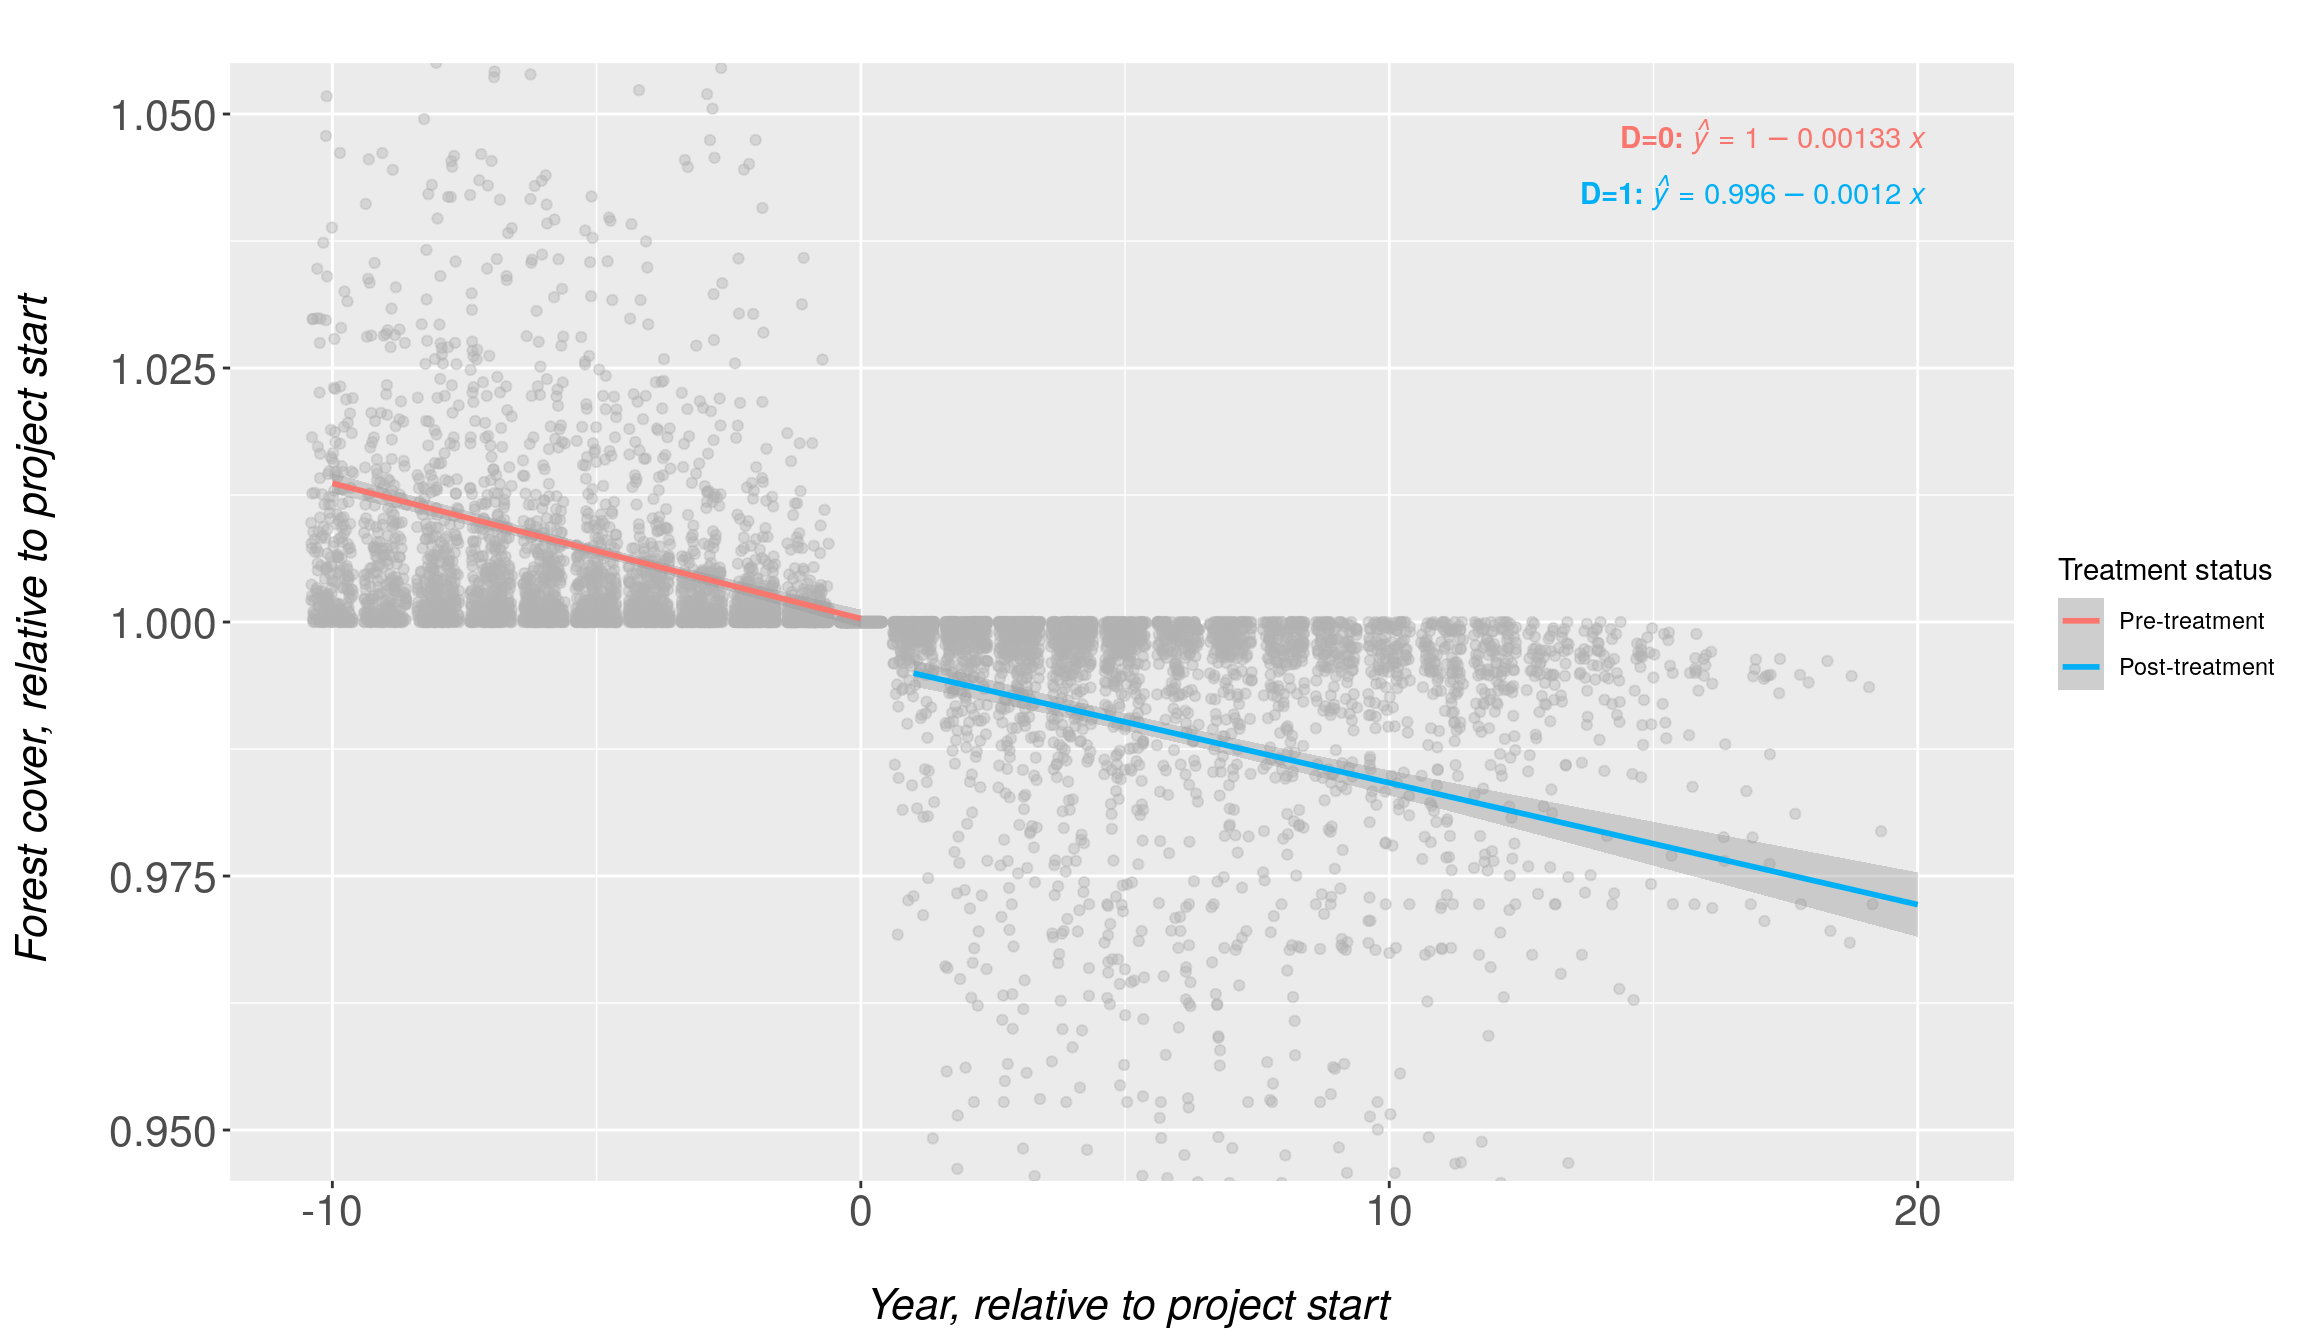 D=0: ŷ = 1 − 0.00133 x
D=1: ŷ = 0.996 − 0.0012 x
1.050
1.025
1.000
0.975
0.950
Forest cover, relative to project start
-10
0
10
20
Year, relative to project start
Treatment status
Pre-treatment
Post-treatment